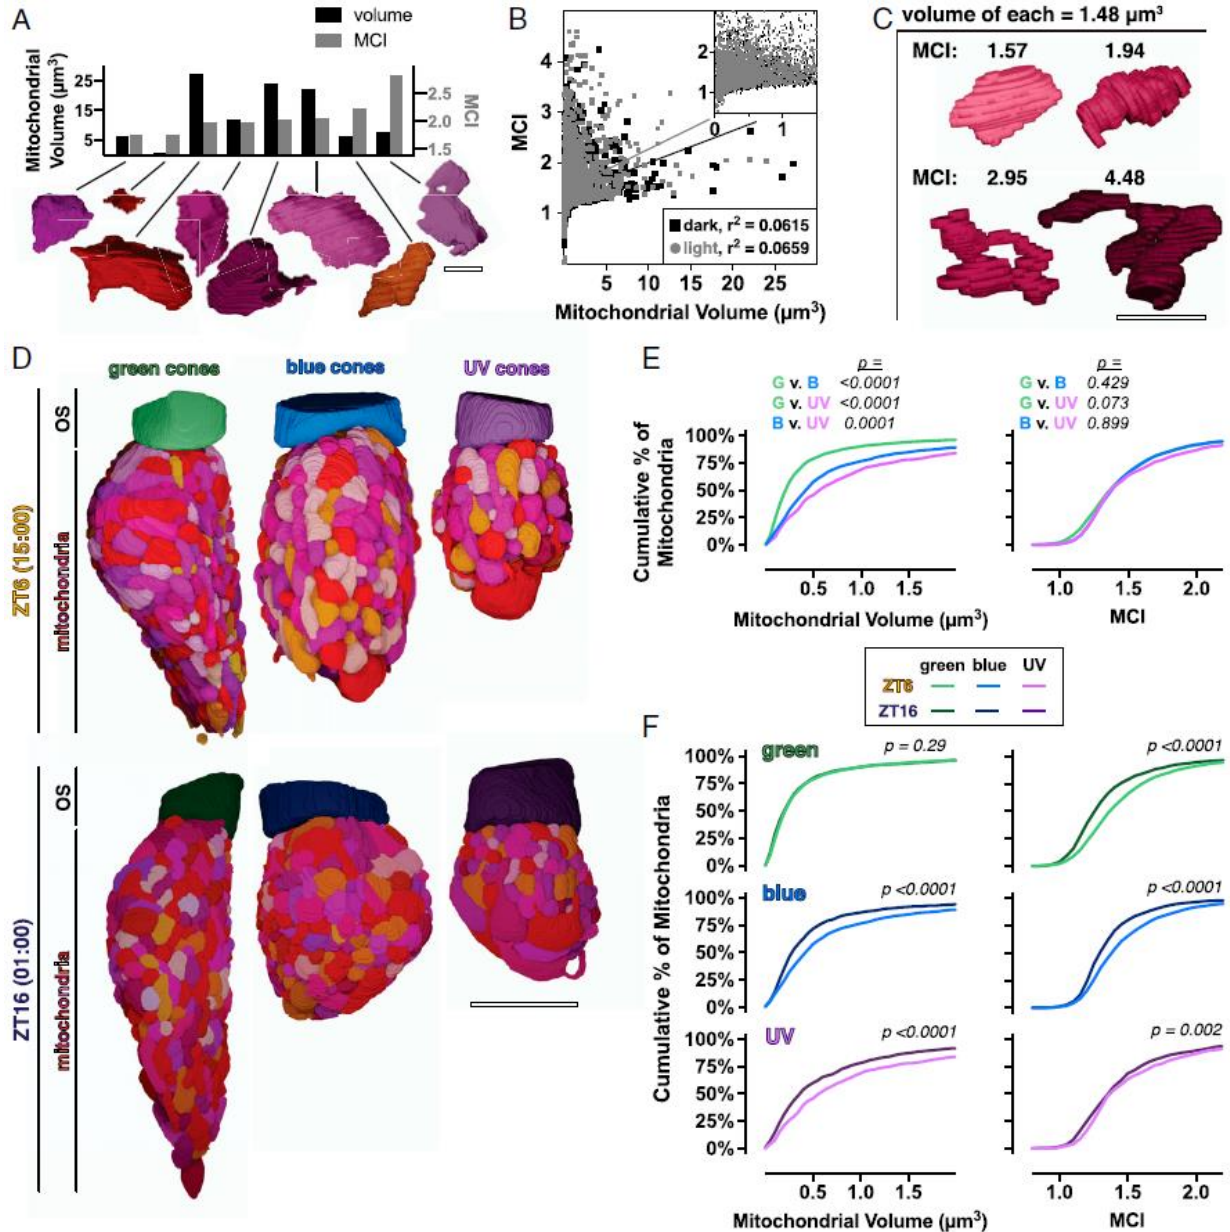 A
volume
MCI
Mitochondrial
Volume (µm³)
25
15
5
2.5
2.0
1.5
MCI
B
MCI
4
3
2
1
2
1
0
1
dark, r² = 0.0615
light, r² = 0.0659
5 10 15 20 25
Mitochondrial Volume (µm³)
C
volume of each = 1.48 µm³
MCI: 1.57 1.94
MCI: 2.95 4.48
D
green cones
blue cones
UV cones
OS
mitochondria
ZT6 (15:00)
OS
mitochondria
ZT16 (01:00)
E
p =
G v. B <0.0001
G v. UV <0.0001
B v. UV 0.0001
p =
G v. B 0.429
G v. UV 0.073
B v. UV 0.899
Cumulative % of
Mitochondria
100%
75%
50%
25%
0%
0.5 1.0 1.5
Mitochondrial Volume (µm³)
1.0 1.5 2.0
MCI
green blue UV
ZT6
ZT16
F
Cumulative % of Mitochondria
green
p = 0.29
p <0.0001
100%
75%
50%
25%
0%
blue
p <0.0001
p <0.0001
100%
75%
50%
25%
0%
UV
p <0.0001
p = 0.002
100%
75%
50%
25%
0%
0.5 1.0 1.5
Mitochondrial Volume (µm³)
1.0 1.5 2.0
MCI